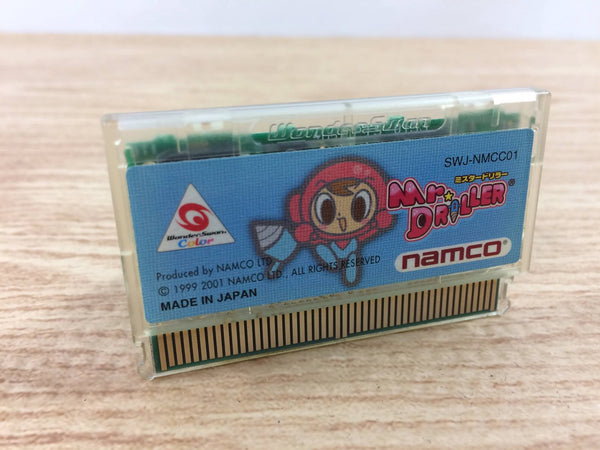 WonderSwan
SWJ-NMCC01
ミスタードリラー
Mr. DRILLER®
WonderSwan
Color
namco®
Produced by NAMCO LTD.
© 1999 2001 NAMCO LTD., ALL RIGHTS RESERVED
MADE IN JAPAN